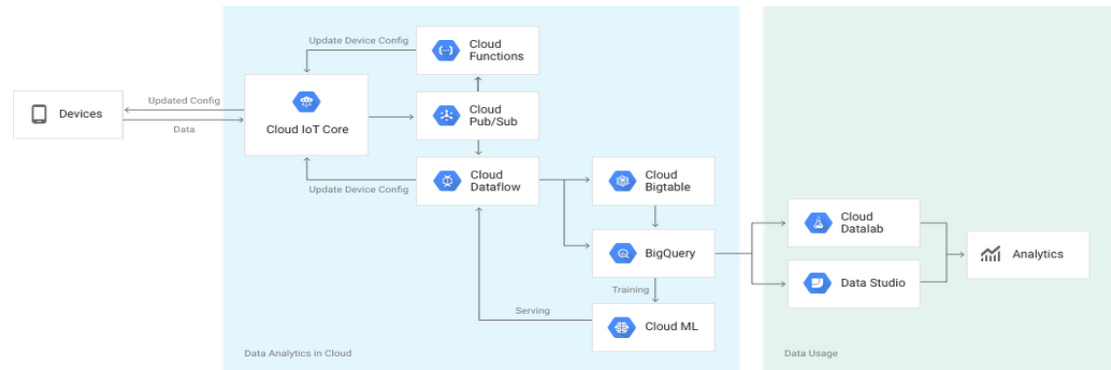 Update Device Config
Cloud
Functions
Devices
Updated Config
Data
Cloud IoT Core
Cloud
Pub/Sub
Update Device Config
Cloud
Dataflow
Cloud
Bigtable
BigQuery
Training
Serving
Cloud ML
Data Analytics in Cloud
Cloud
Datalab
Data Studio
Analytics
Data Usage